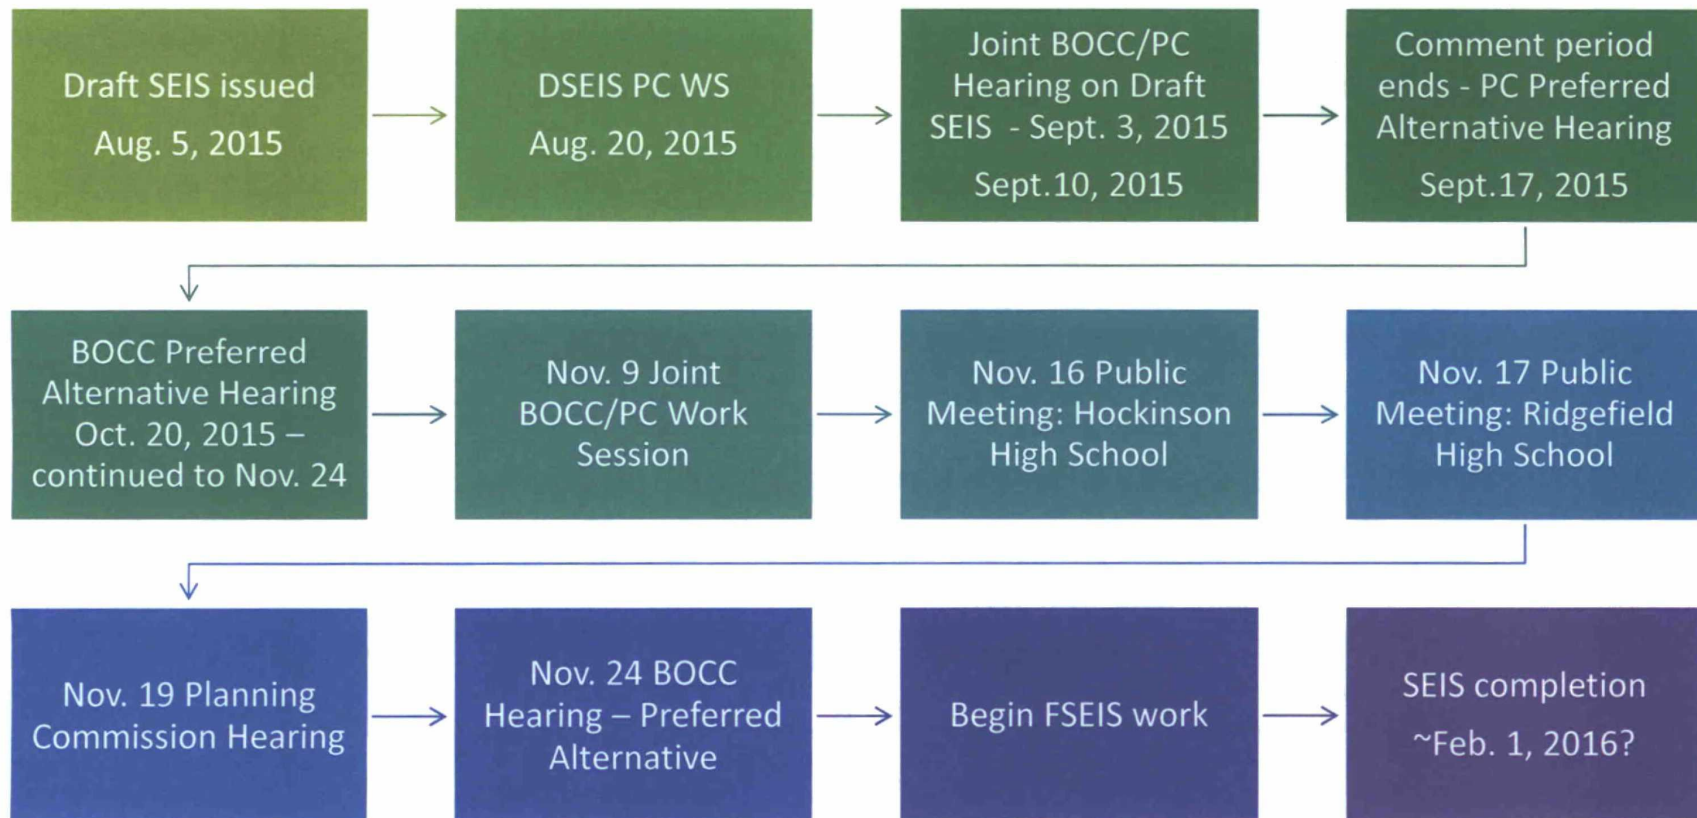 Draft SEIS issued
Aug. 5, 2015
DSEIS PC WS
Aug. 20, 2015
Joint BOCC/PC
Hearing on Draft
SEIS - Sept. 3, 2015
Sept.10, 2015
Comment period
ends - PC Preferred
Alternative Hearing
Sept.17, 2015
BOCC Preferred
Alternative Hearing
Oct. 20, 2015 –
continued to Nov. 24
Nov. 9 Joint
BOCC/PC Work
Session
Nov. 16 Public
Meeting: Hockinson
High School
Nov. 17 Public
Meeting: Ridgefield
High School
Nov. 19 Planning
Commission Hearing
Nov. 24 BOCC
Hearing – Preferred
Alternative
Begin FSEIS work
SEIS completion
~Feb. 1, 2016?